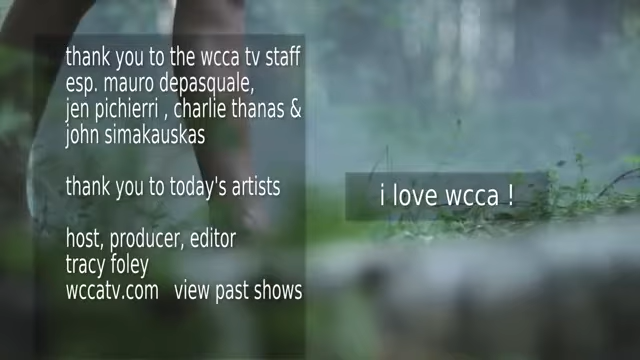 thank you to the wcca tv staff
esp. mauro depasquale,
jen pichierri , charlie thanas &
john simakauskas
thank you to today's artists
i love wcca !
host, producer, editor
tracy foley
wccatv.com   view past shows